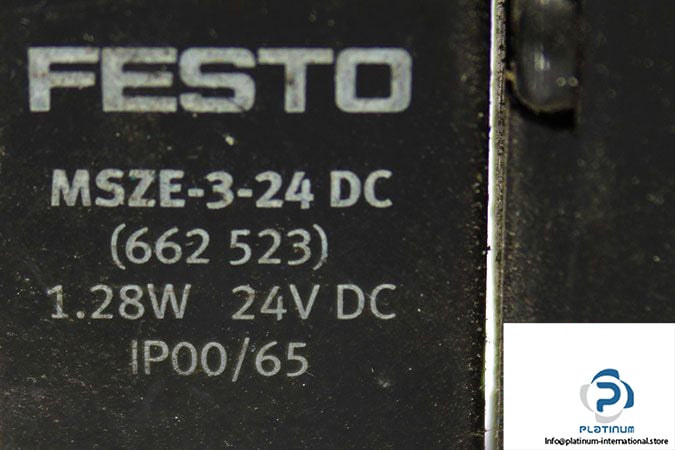 FESTO
MSZE-3-24 DC
(662 523)
1.28W 24V DC
IP00/65
PLATINUM
Info@platinum-international.store